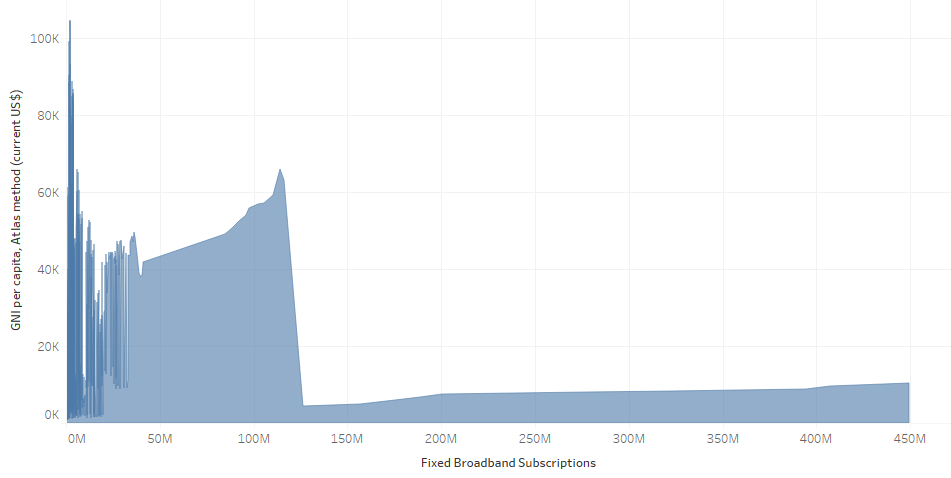 GNI per capita, Atlas method (current US$)
100K
80K
60K
40K
20K
0K
0M
50M
100M
150M
200M
250M
300M
350M
400M
450M
Fixed Broadband Subscriptions